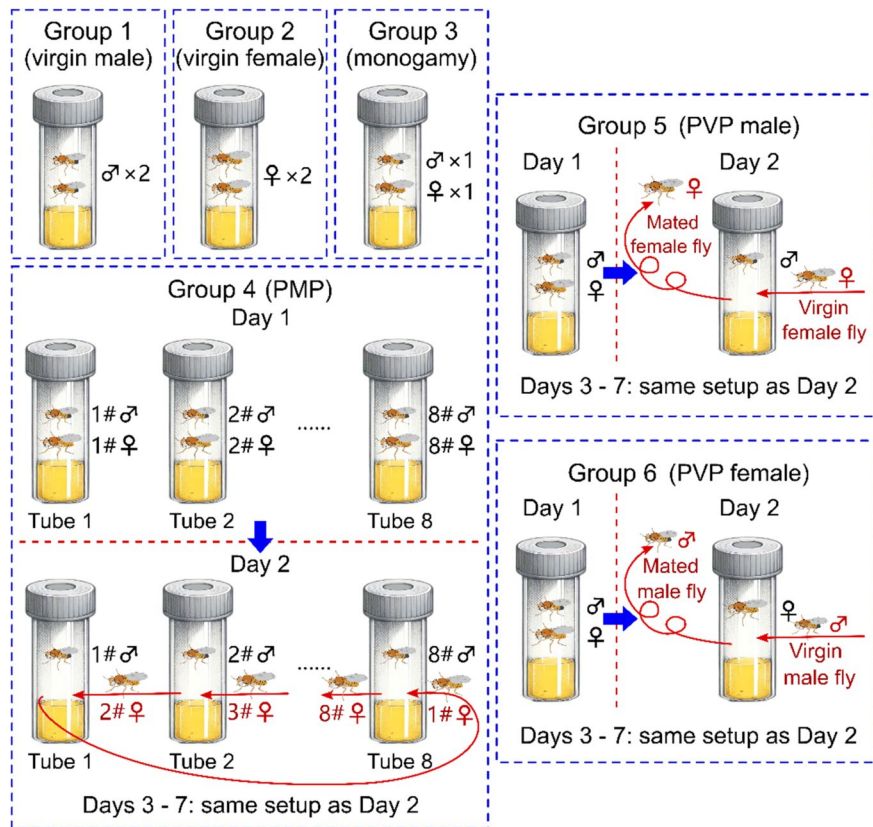 Group 1
(virgin male)
♂×2
Group 2
(virgin female)
♀×2
Group 3
(monogamy)
♂×1
♀×1
Group 4 (PMP)
Day 1
1#♂
1#♀
2#♂
2#♀
......
8#♂
8#♀
Tube 1
Tube 2
Tube 8
Day 2
1#♂
2#♂
......
8#♂
2#♀
3#♀
8#♀
1#♀
Tube 1
Tube 2
Tube 8
Days 3 - 7: same setup as Day 2
Group 5 (PVP male)
Day 1
Day 2
♂
♀
♀
Mated
female fly
♂
♀
Virgin
female fly
Days 3 - 7: same setup as Day 2
Group 6 (PVP female)
Day 1
Day 2
♂
♀
♂
Mated
male fly
♀
♂
Virgin
male fly
Days 3 - 7: same setup as Day 2